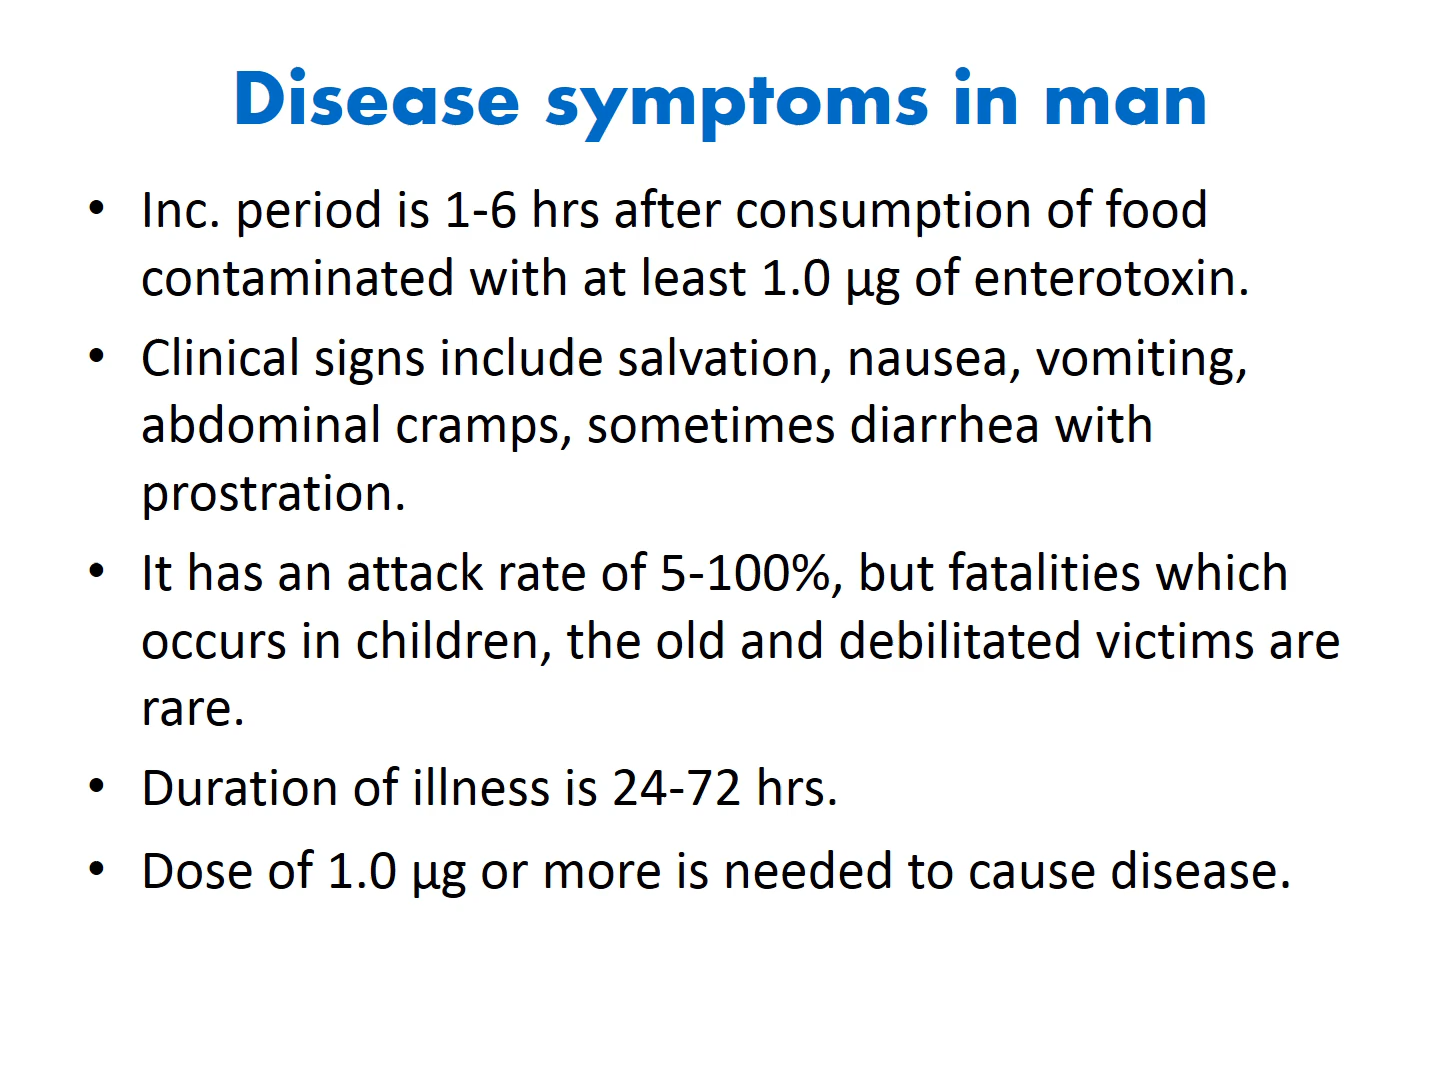 Disease symptoms in man
• Inc. period is 1-6 hrs after consumption of food
contaminated with at least 1.0 µg of enterotoxin.
• Clinical signs include salvation, nausea, vomiting,
abdominal cramps, sometimes diarrhea with
prostration.
• It has an attack rate of 5-100%, but fatalities which
occurs in children, the old and debilitated victims are
rare.
• Duration of illness is 24-72 hrs.
• Dose of 1.0 µg or more is needed to cause disease.